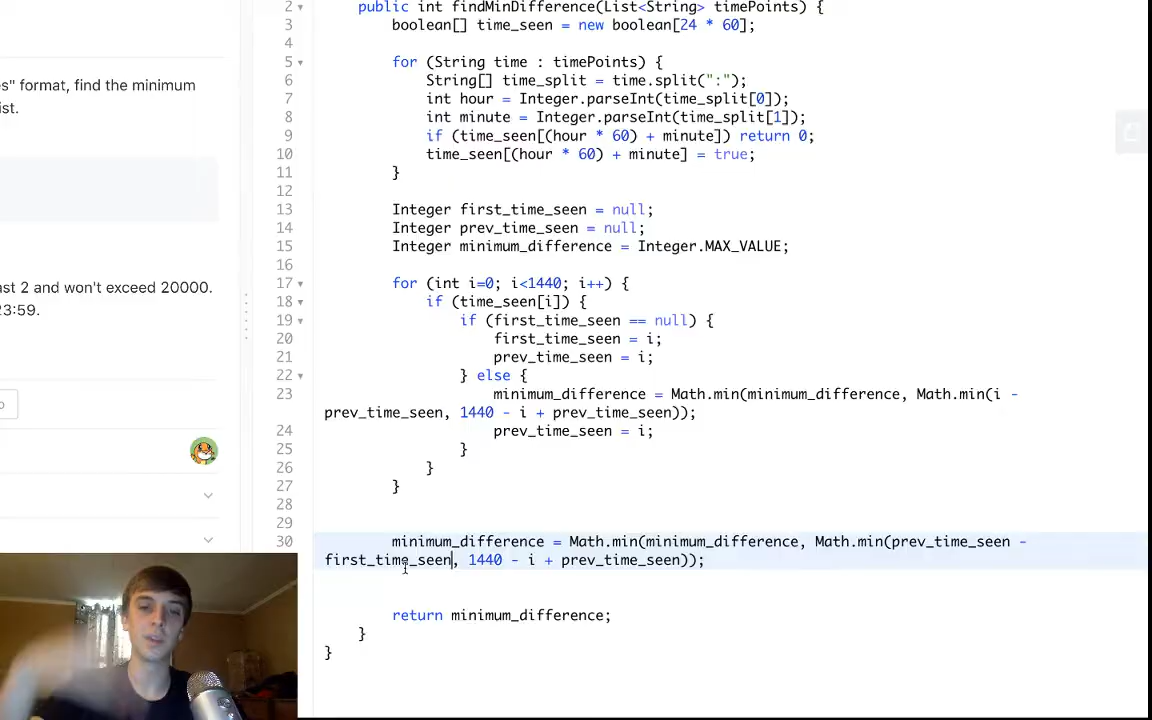 public int findMinDifference(List<String> timePoints) {
boolean[] time_seen = new boolean[24 * 60];
for (String time : timePoints) {
String[] time_split = time.split(":");
int hour = Integer.parseInt(time_split[0]);
int minute = Integer.parseInt(time_split[1]);
if (time_seen[(hour * 60) + minute]) return 0;
time_seen[(hour * 60) + minute] = true;
}
Integer first_time_seen = null;
Integer prev_time_seen = null;
Integer minimum_difference = Integer.MAX_VALUE;
for (int i=0; i<1440; i++) {
if (time_seen[i]) {
if (first_time_seen == null) {
first_time_seen = i;
prev_time_seen = i;
} else {
minimum_difference = Math.min(minimum_difference, Math.min(i -
prev_time_seen, 1440 - i + prev_time_seen));
prev_time_seen = i;
}
}
}
minimum_difference = Math.min(minimum_difference, Math.min(prev_time_seen -
first_time_seen, 1440 - i + prev_time_seen));
return minimum_difference;
}
}
2
3
4
5
6
7
8
9
10
11
12
13
14
15
16
17
18
19
20
21
22
23
24
25
26
27
28
29
30
s" format, find the minimum
ist.
ast 2 and won't exceed 20000.
23:59.